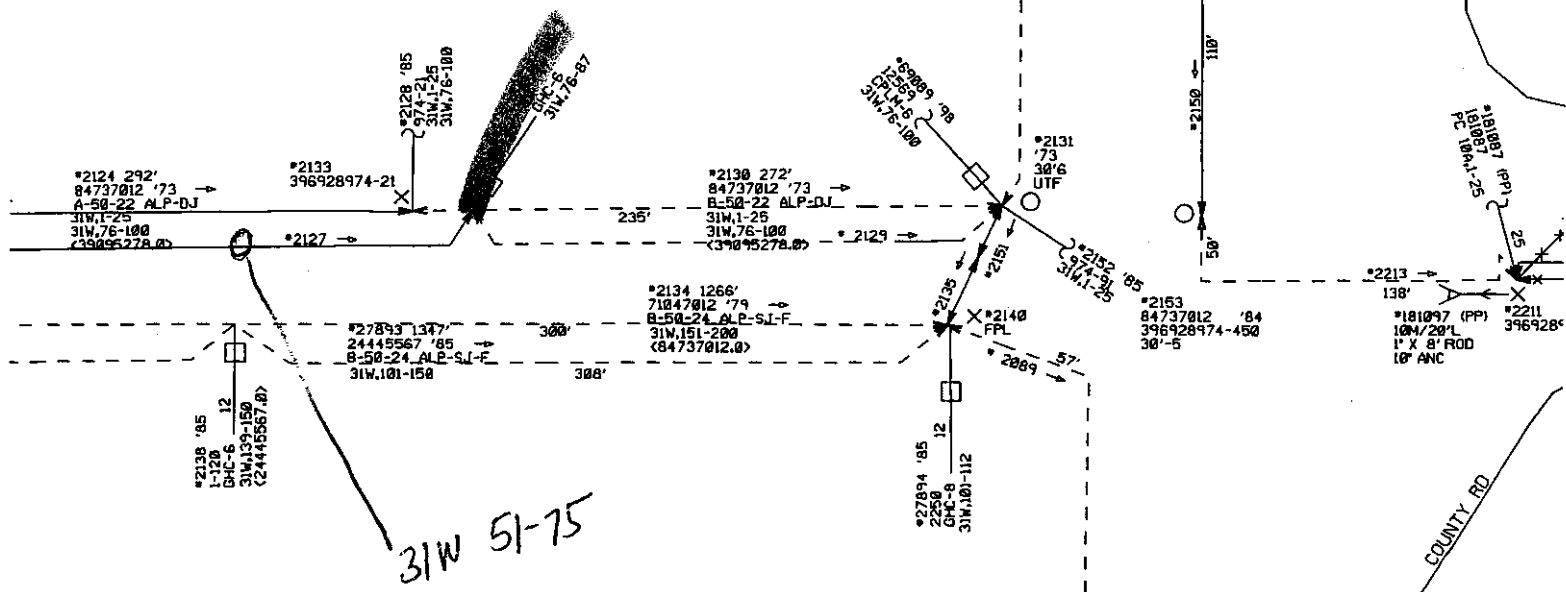 *2128 '85
974-21
31W,1-25
31W,76-100
GHC-6
31W,76-87
*69089 '98
12569
CPLM-6
31W,76-100
*2131
'73
30'6
UTF
*2150 →
110'
50'
*181087 (PP)
181087
PC 10A,1-25
25
*2124 292'
84737012 '73 →
A-50-22 ALP-DJ
31W,1-25
31W,76-100
<39095278.0>
*2133
396928974-21
*2127 →
*2130 272'
84737012 '73 →
B-50-22 ALP-DJ
31W,1-25
31W,76-100
<39095278.0>
235'
* 2129 →
*2151
*2135
*2152 '85
974-91
31W,1-25
*2153
84737012 '84
396928974-450
30'-5
*2213 →
138'
*181097 (PP)
10M/20'L
1" X 8' ROD
10" ANC
*2211
396928
*2134 1266'
71047012 '79 →
B-50-24 ALP-SJ-F
31W,151-200
<84737012.0>
*27893 1347'
24445567 '85 →
B-50-24 ALP-SJ-F
31W,101-150
300'
308'
*2140
FPL
* 2089 →
57'
12
*2138 '85
1-120
GHC-6
31W,139-150
<24445567.0>
12
*27894 '85
2250
GHC-8
31W,101-112
31W 51-75
COUNTY RD